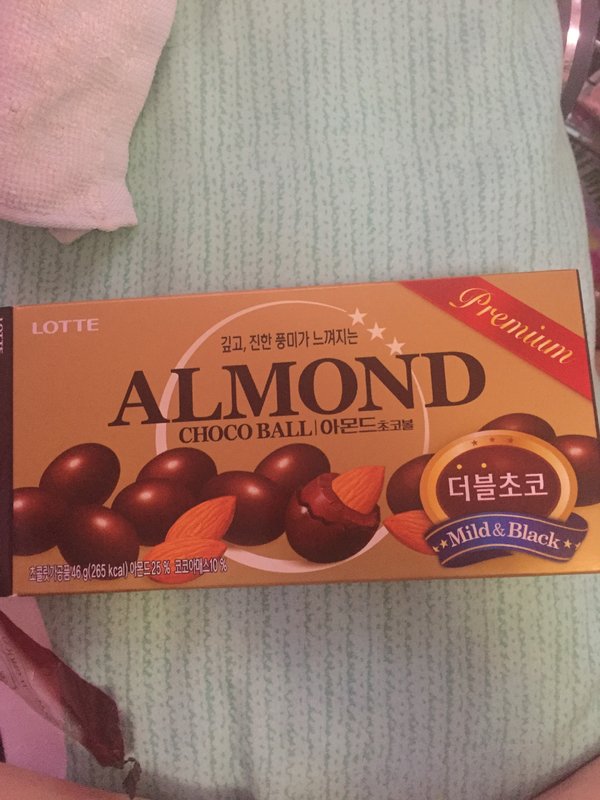 LOTTE
LOTTE
Premium
깊고, 진한 풍미가 느껴지는
ALMOND
CHOCO BALL | 아몬드초코볼
더블초코
Mild & Black
초콜릿가공품 46 g (265 kcal) 아몬드 25 % 코코아매스 10 %